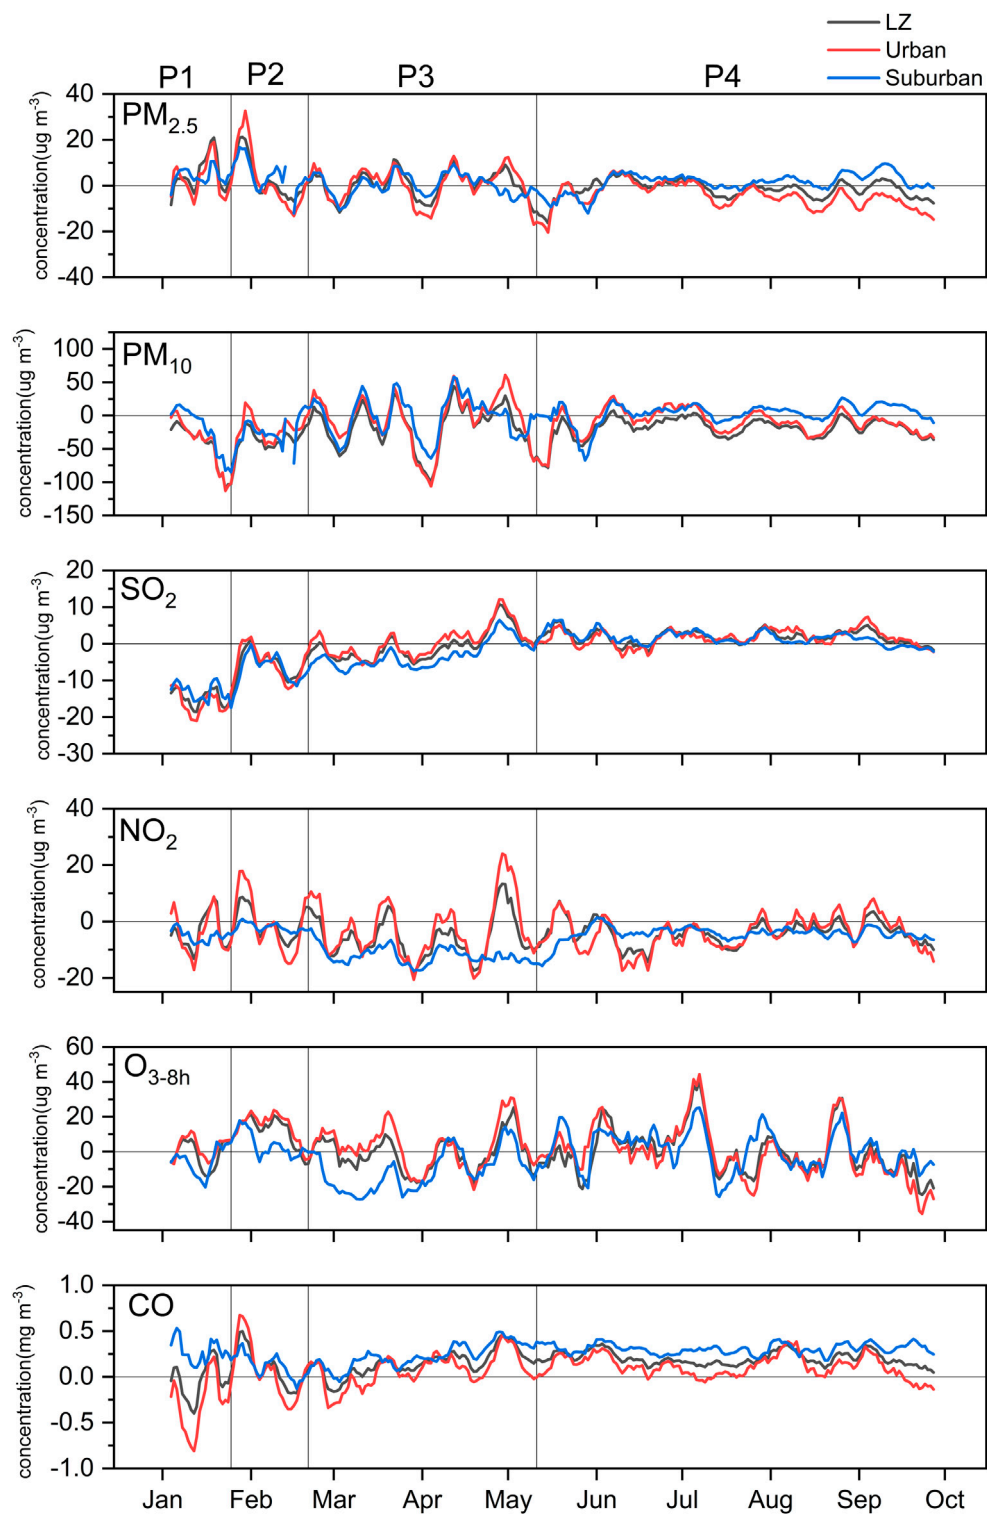 LZ
Urban
Suburban
P1 P2 P3 P4
PM2.5
concentration(ug m-3)
40
20
0
-20
-40
PM10
concentration(ug m-3)
100
50
0
-50
-100
-150
SO2
concentration(ug m-3)
20
10
0
-10
-20
-30
NO2
concentration(ug m-3)
40
20
0
-20
O3-8h
concentration(ug m-3)
60
40
20
0
-20
-40
CO
concentration(mg m-3)
1.0
0.5
0.0
-0.5
-1.0
Jan Feb Mar Apr May Jun Jul Aug Sep Oct